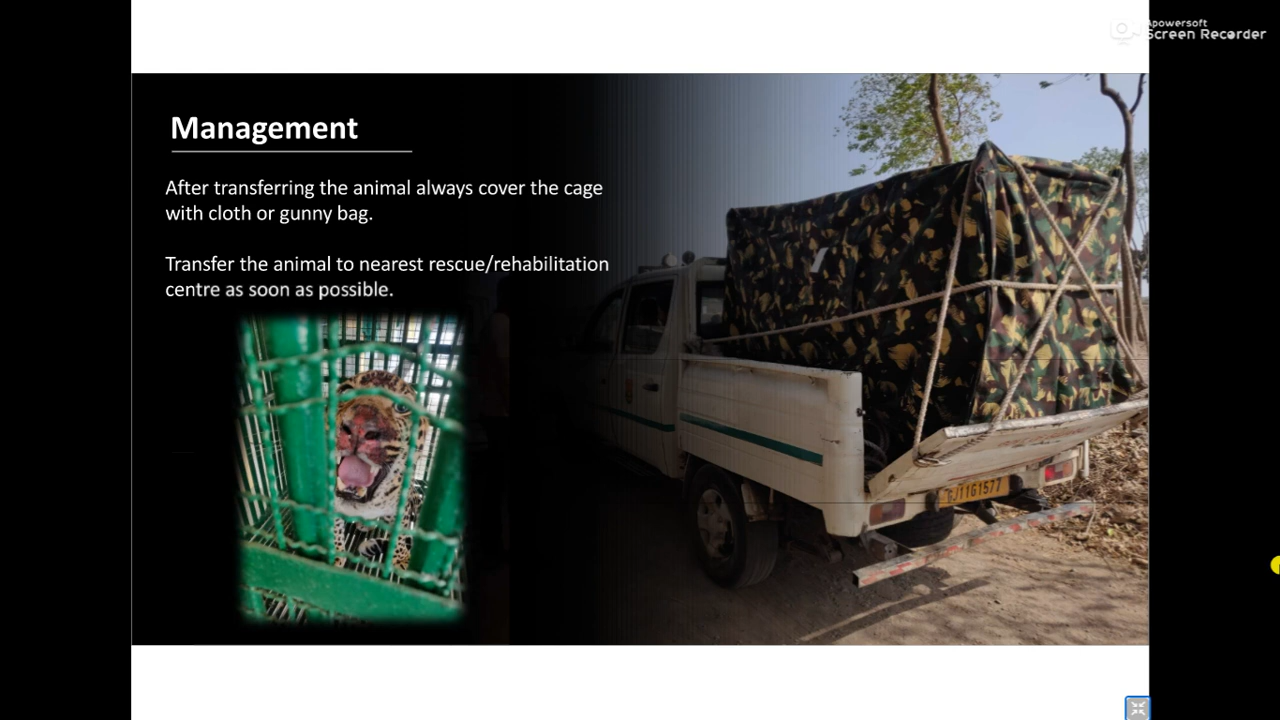 Apowersoft
Screen Recorder
Management
After transferring the animal always cover the cage
with cloth or gunny bag.
Transfer the animal to nearest rescue/rehabilitation
centre as soon as possible.
GJ11G1577